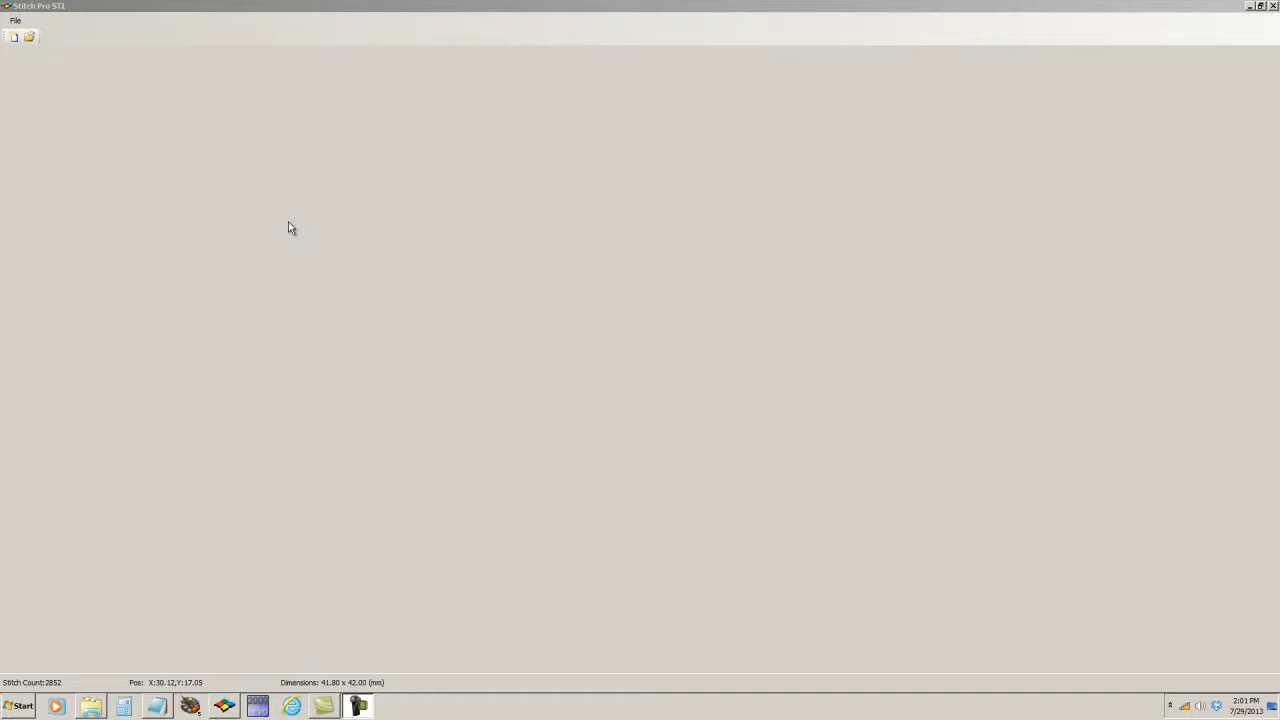 Stitch Pro ST1
File
Stitch Count:2852 Pos: X:30.12,Y:17.05 Dimensions: 41.80 x 42.00 (mm)
Start
2000
2:01 PM
7/29/2013